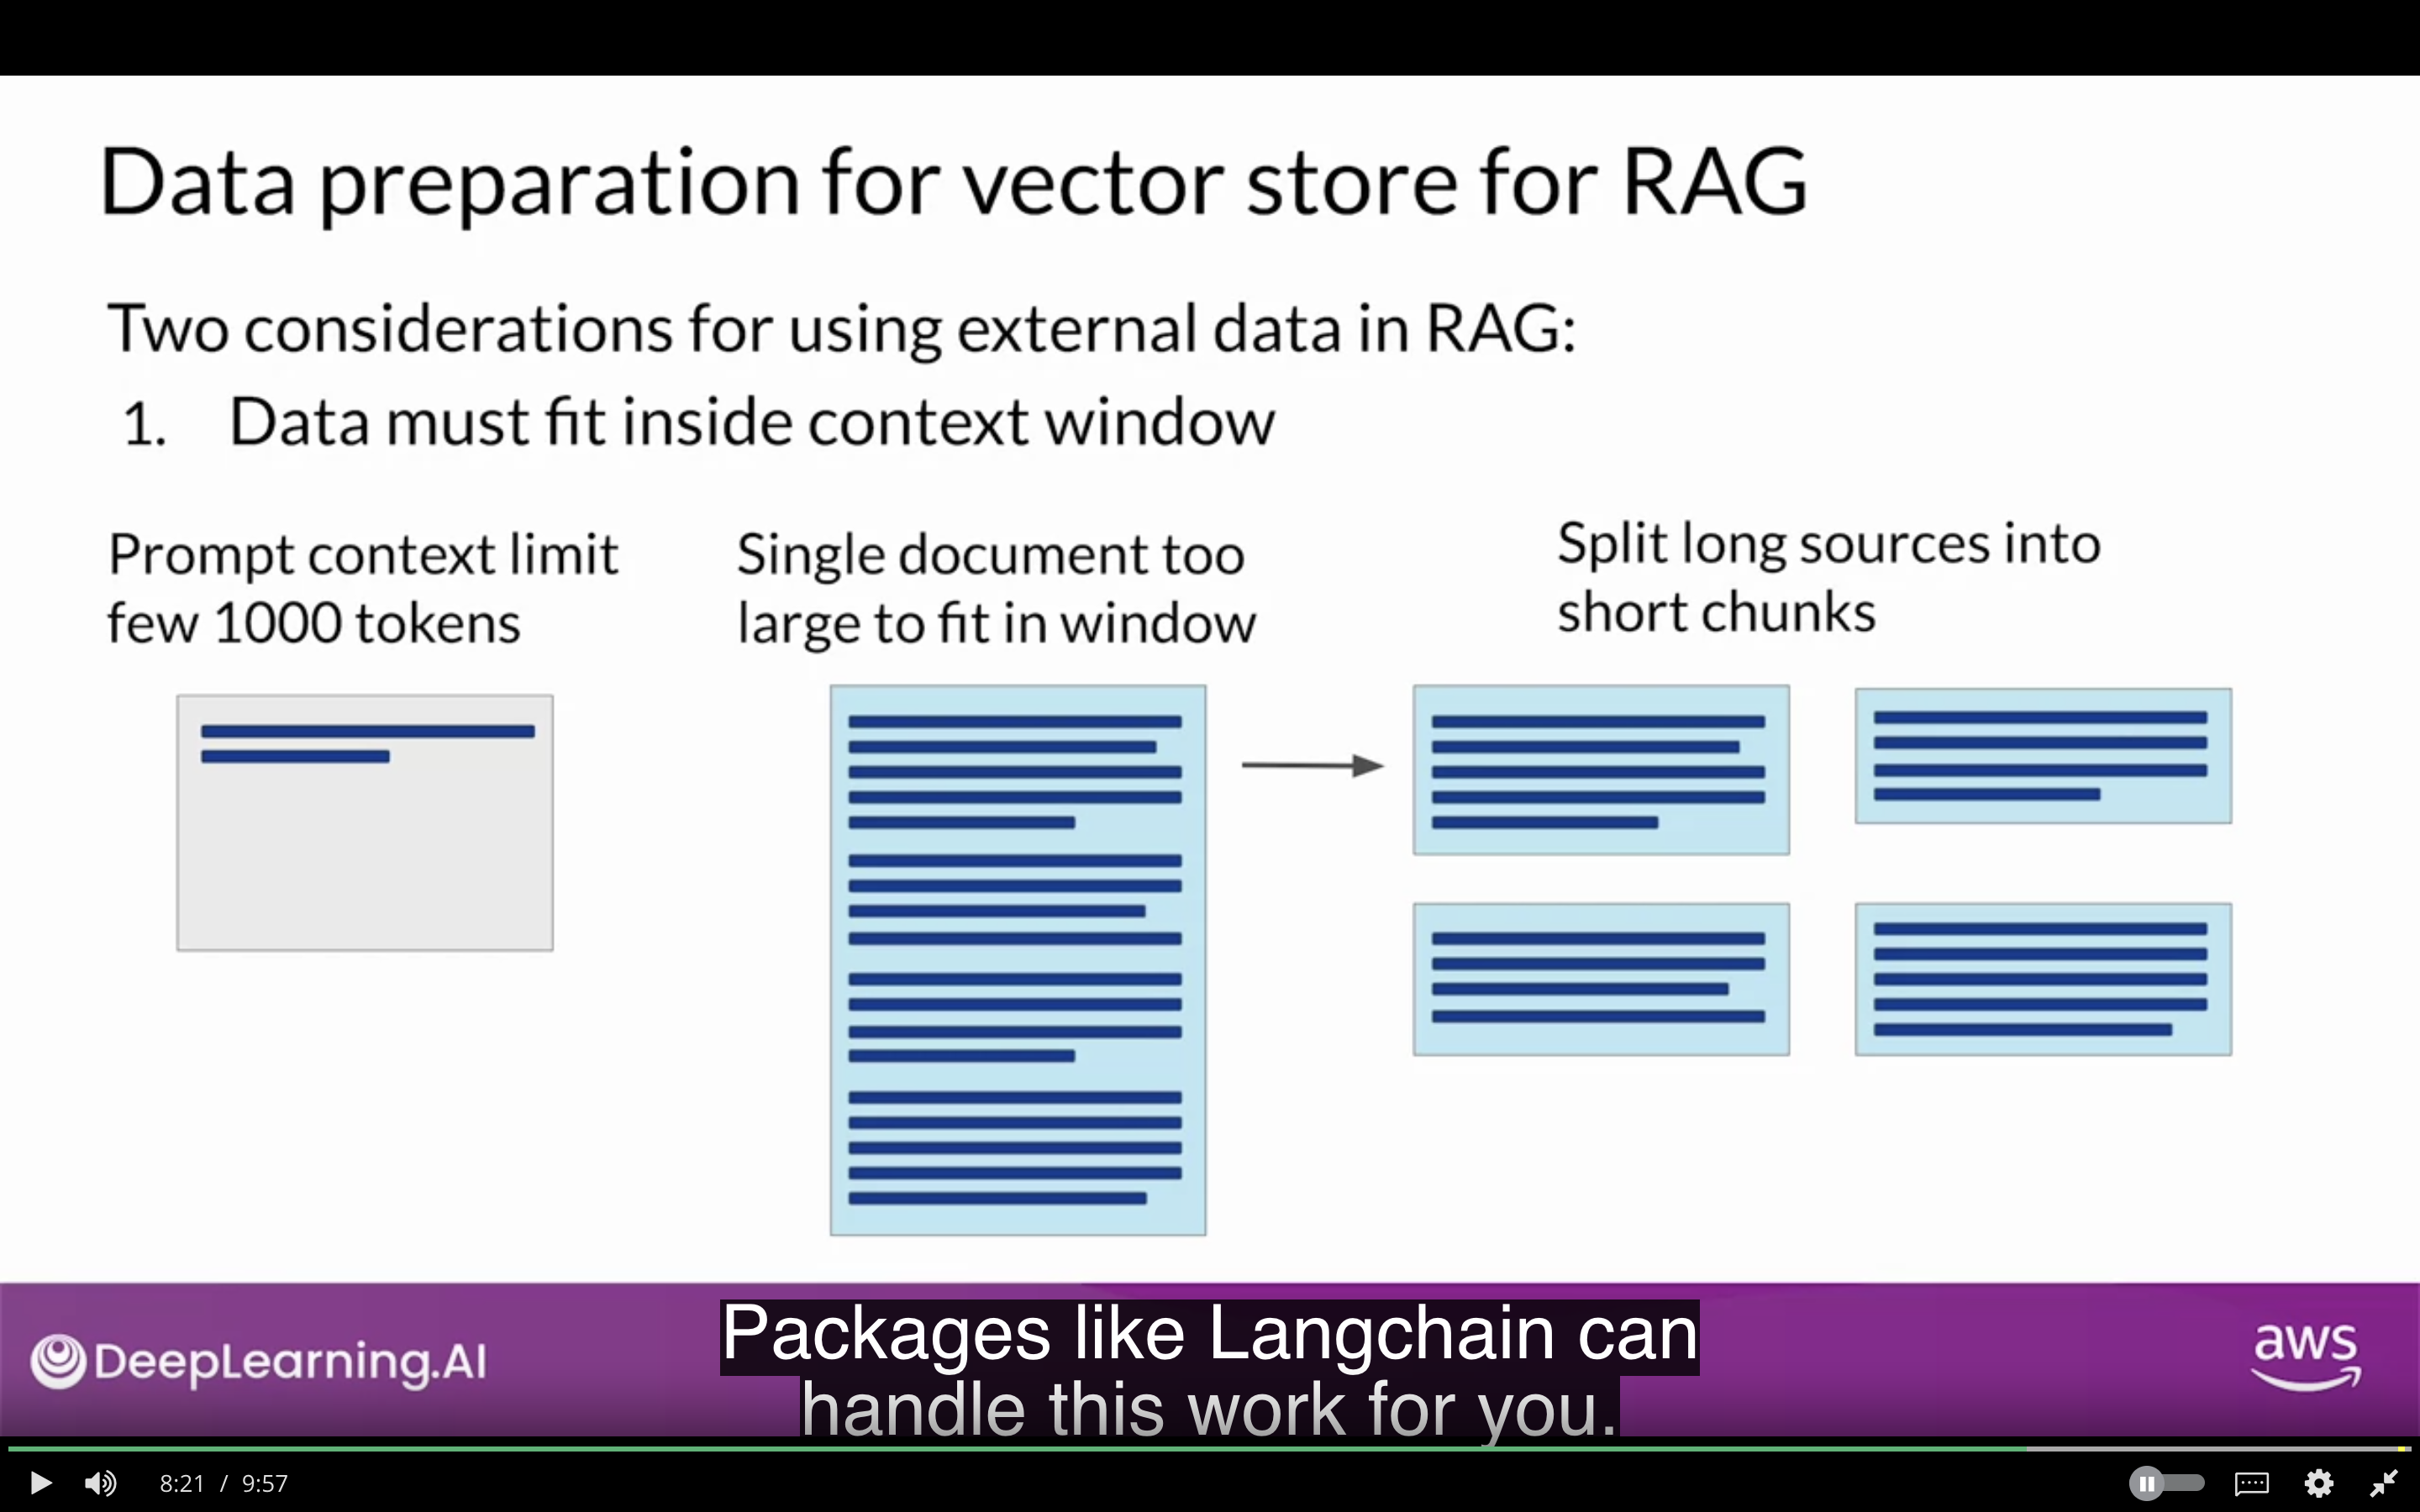 Data preparation for vector store for RAG
Two considerations for using external data in RAG:
1. Data must fit inside context window
Prompt context limit
few 1000 tokens
Single document too
large to fit in window
Split long sources into
short chunks
DeepLearning.AI
Packages like Langchain can
handle this work for you.
aws
8:21 / 9:57